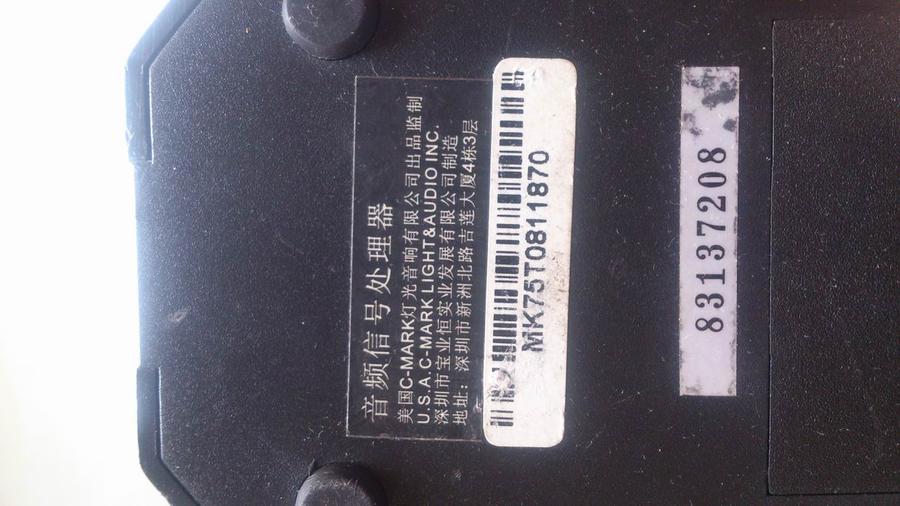 音频信号处理器
美国C-MARK灯光音响有限公司出品监制
U.S.A.C-MARK LIGHT&AUDIO INC.
深圳市宝业恒实业发展有限公司制造
地址：深圳市新洲北路吉莲大厦4栋3层
MK75T0811870
83137208